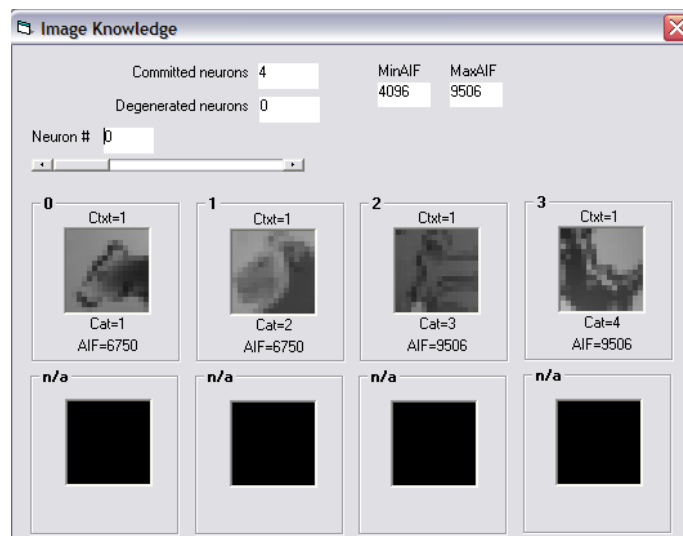 Image Knowledge
Committed neurons 4
MinAIF MaxAIF
4096 9506
Degenerated neurons 0
Neuron # 0
0 1 2 3
Ctxt=1 Ctxt=1 Ctxt=1 Ctxt=1
Cat=1 Cat=2 Cat=3 Cat=4
AIF=6750 AIF=6750 AIF=9506 AIF=9506
n/a n/a n/a n/a